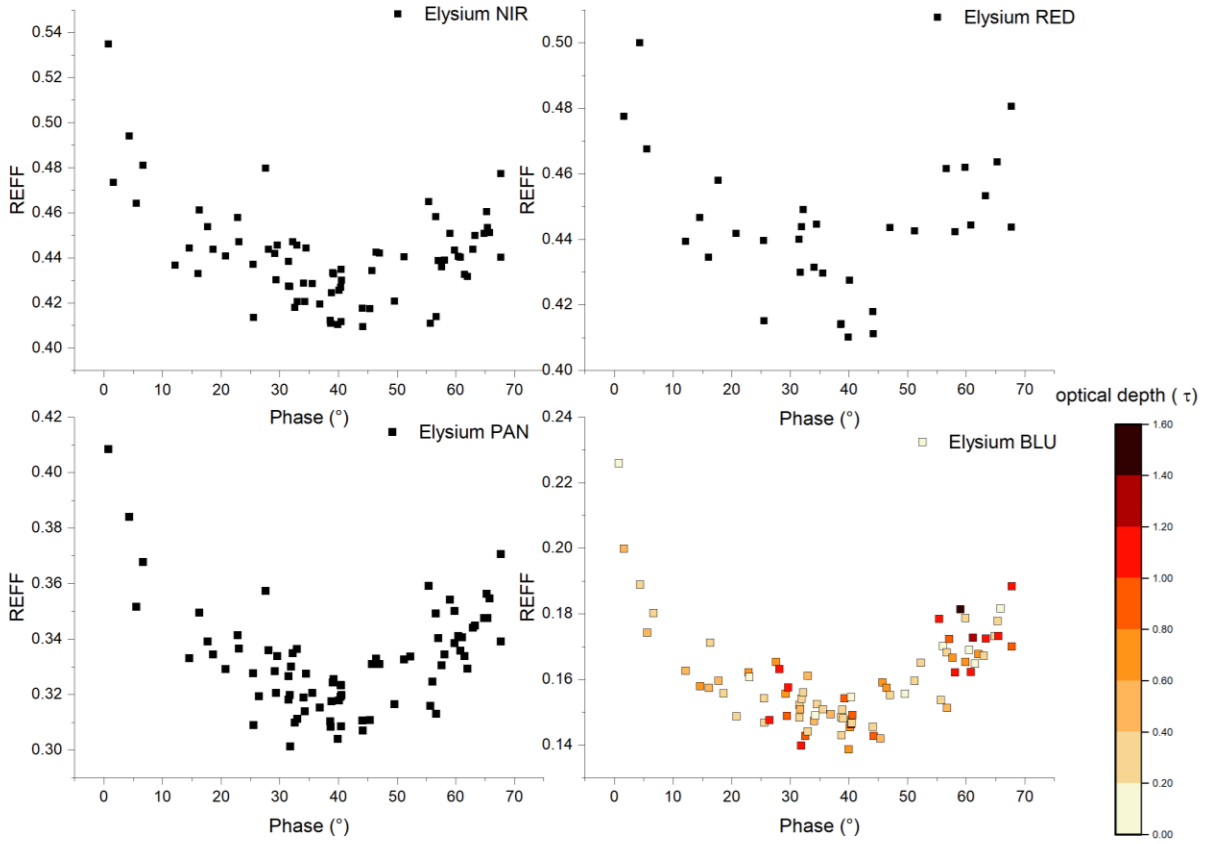 Elysium NIR
0.54
0.52
0.50
0.48
0.46
0.44
0.42
0.40
REFF
0 10 20 30 40 50 60 70
Phase (°)
Elysium RED
0.50
0.48
0.46
0.44
0.42
0.40
REFF
0 10 20 30 40 50 60 70
Phase (°)
Elysium PAN
0.42
0.40
0.38
0.36
0.34
0.32
0.30
REFF
0 10 20 30 40 50 60 70
Phase (°)
Elysium BLU
0.24
0.22
0.20
0.18
0.16
0.14
REFF
0 10 20 30 40 50 60 70
Phase (°)
optical depth ( τ)
1.60
1.40
1.20
1.00
0.80
0.60
0.40
0.20
0.00